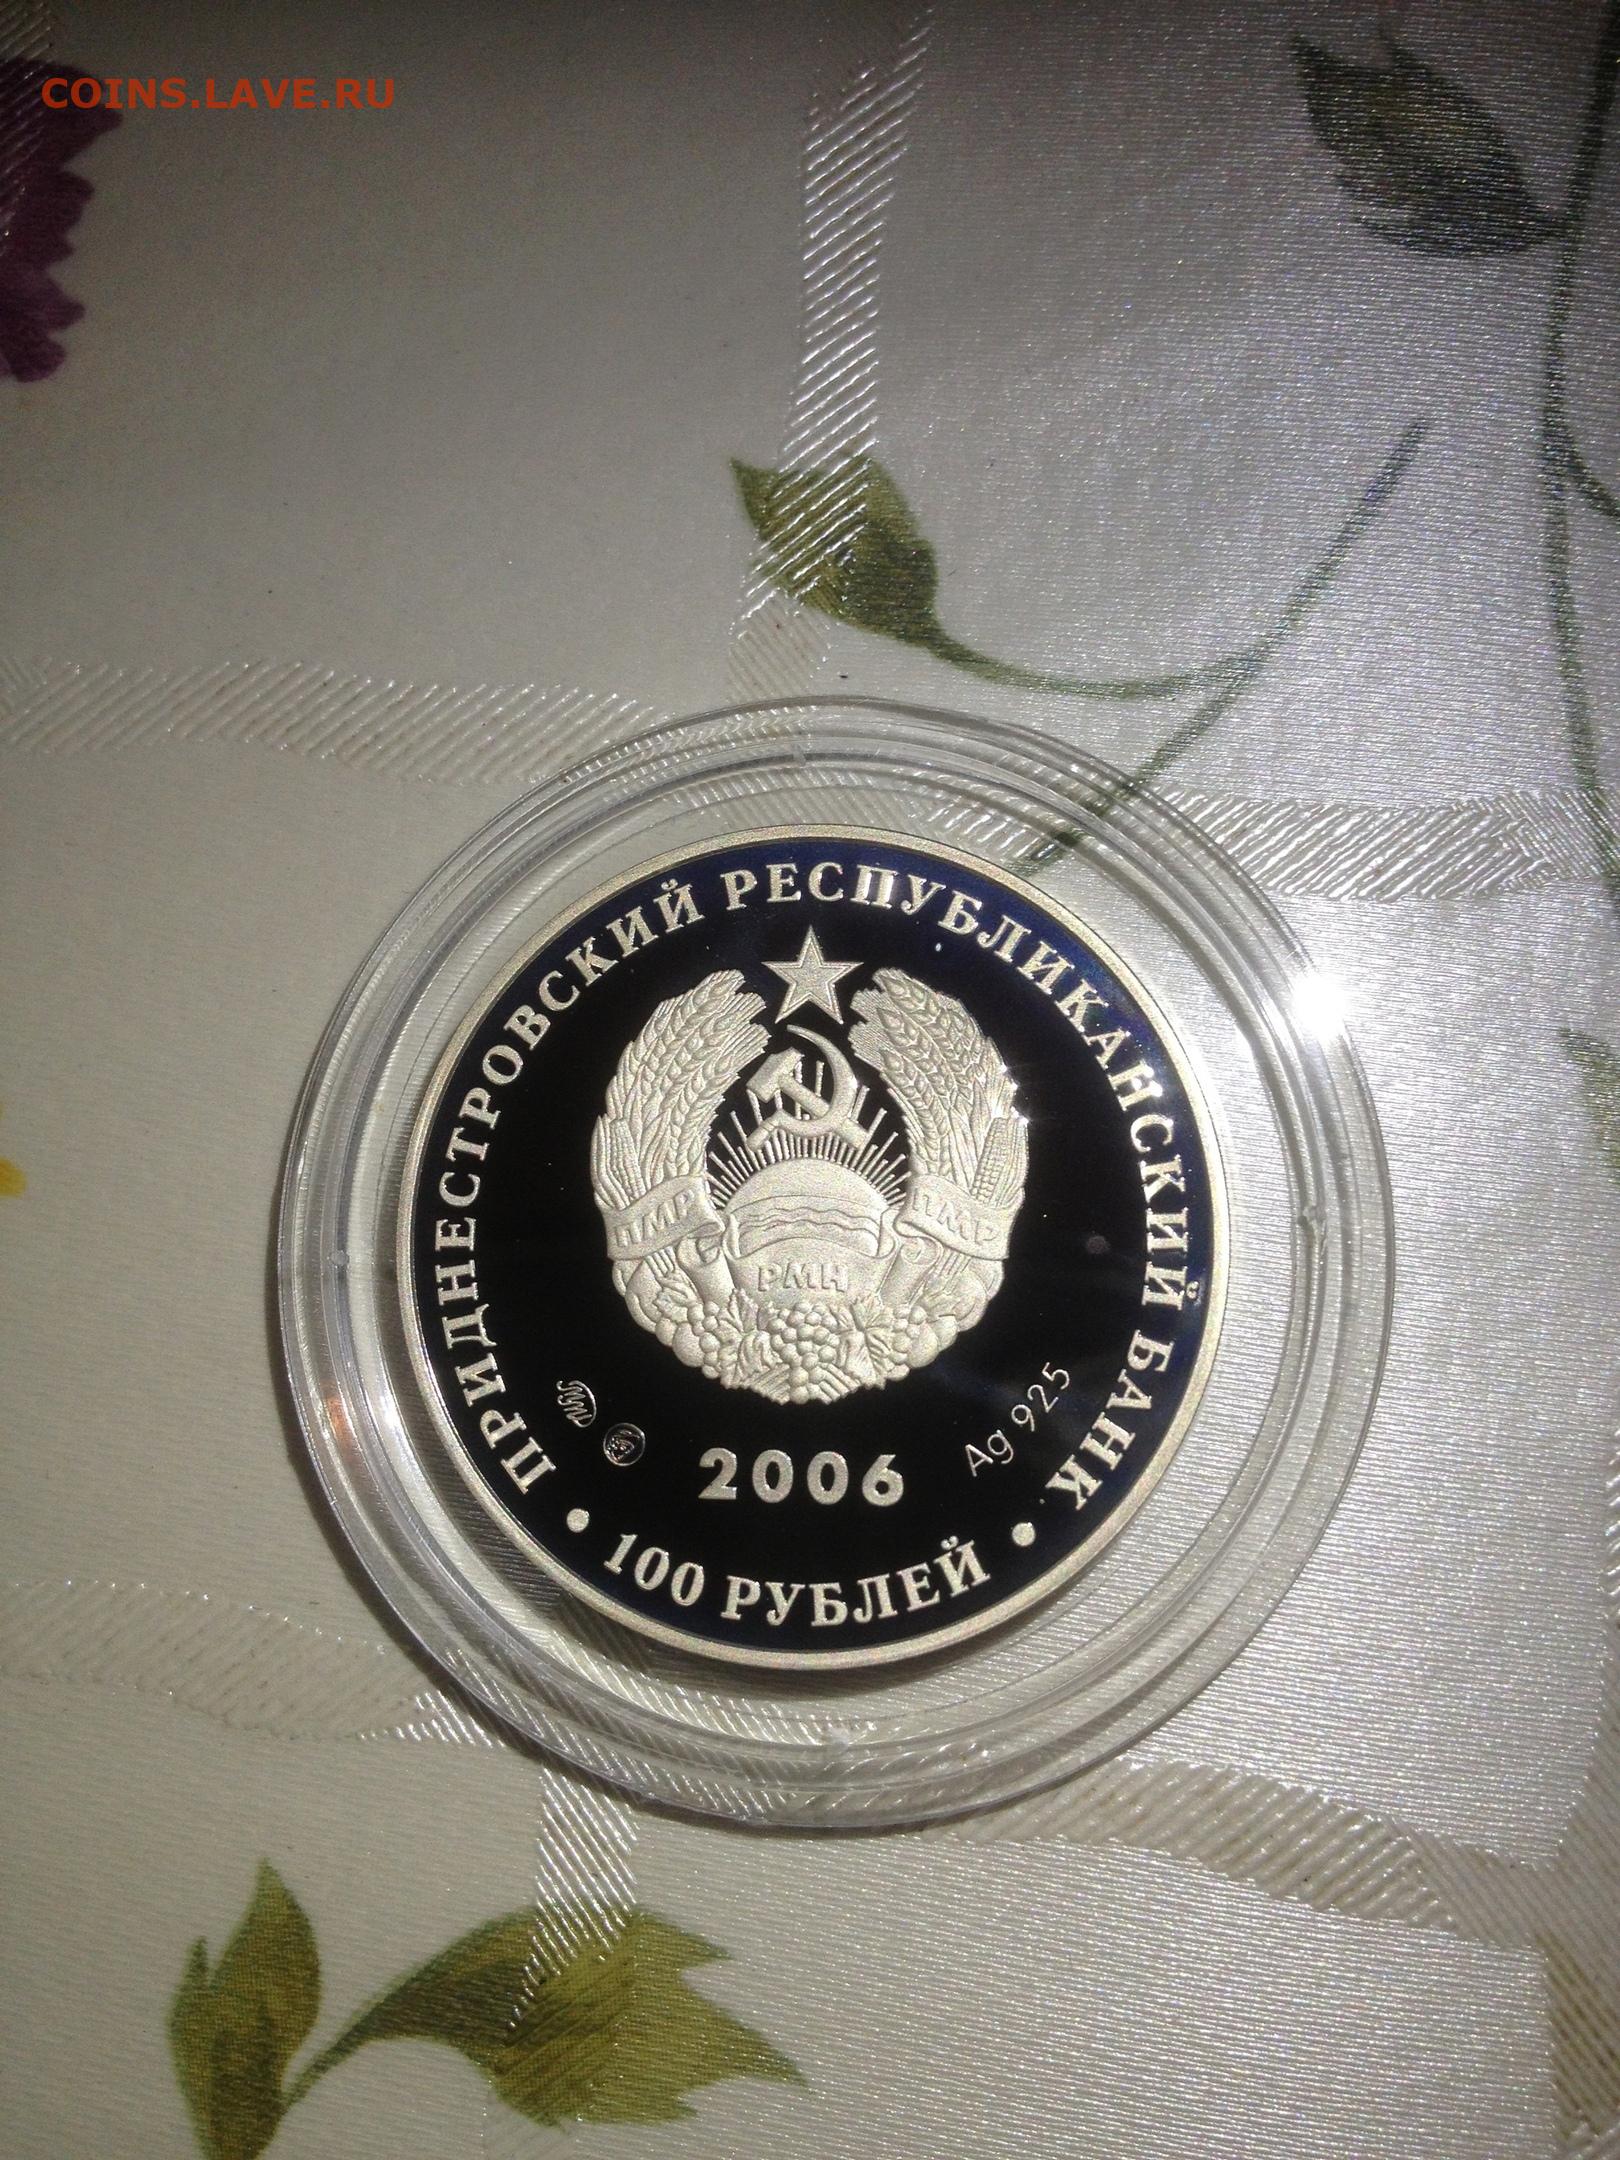 COINS.LAVE.RU
ПРИДНЕСТРОВСКИЙ РЕСПУБЛИКАНСКИЙ БАНК
ПМР
ПМР
РМН
Ag 925
2006
• 100 РУБЛЕЙ •